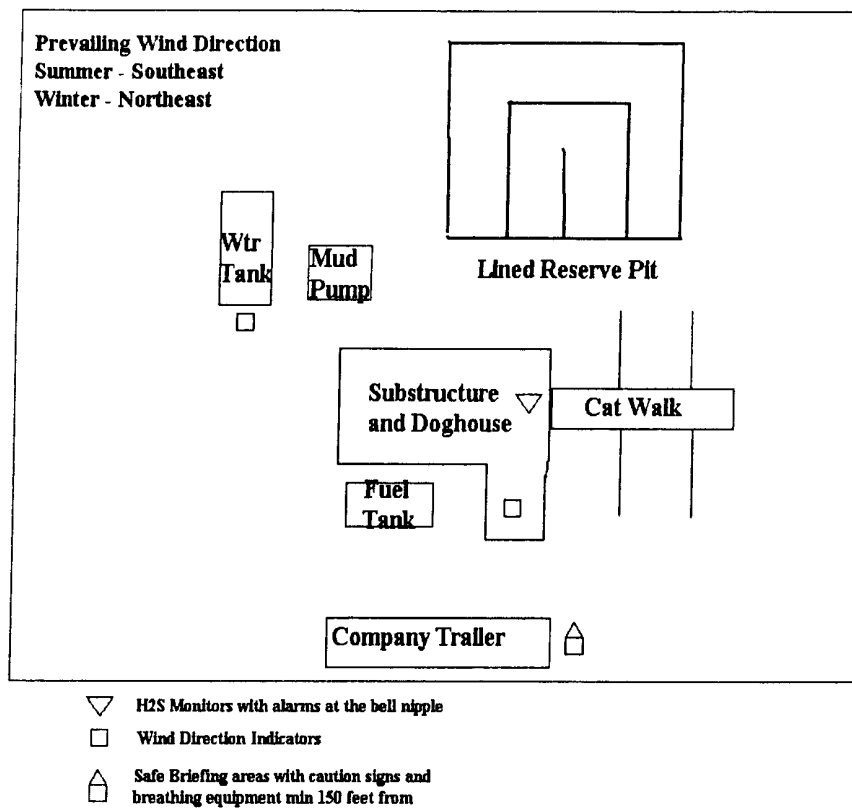 Prevailing Wind Direction
Summer - Southeast
Winter - Northeast
Wtr
Tank
Mud
Pump
Lined Reserve Pit
Substructure
and Doghouse
Cat Walk
Fuel
Tank
Company Trailer
H2S Monitors with alarms at the bell nipple
Wind Direction Indicators
Safe Briefing areas with caution signs and
breathing equipment min 150 feet from